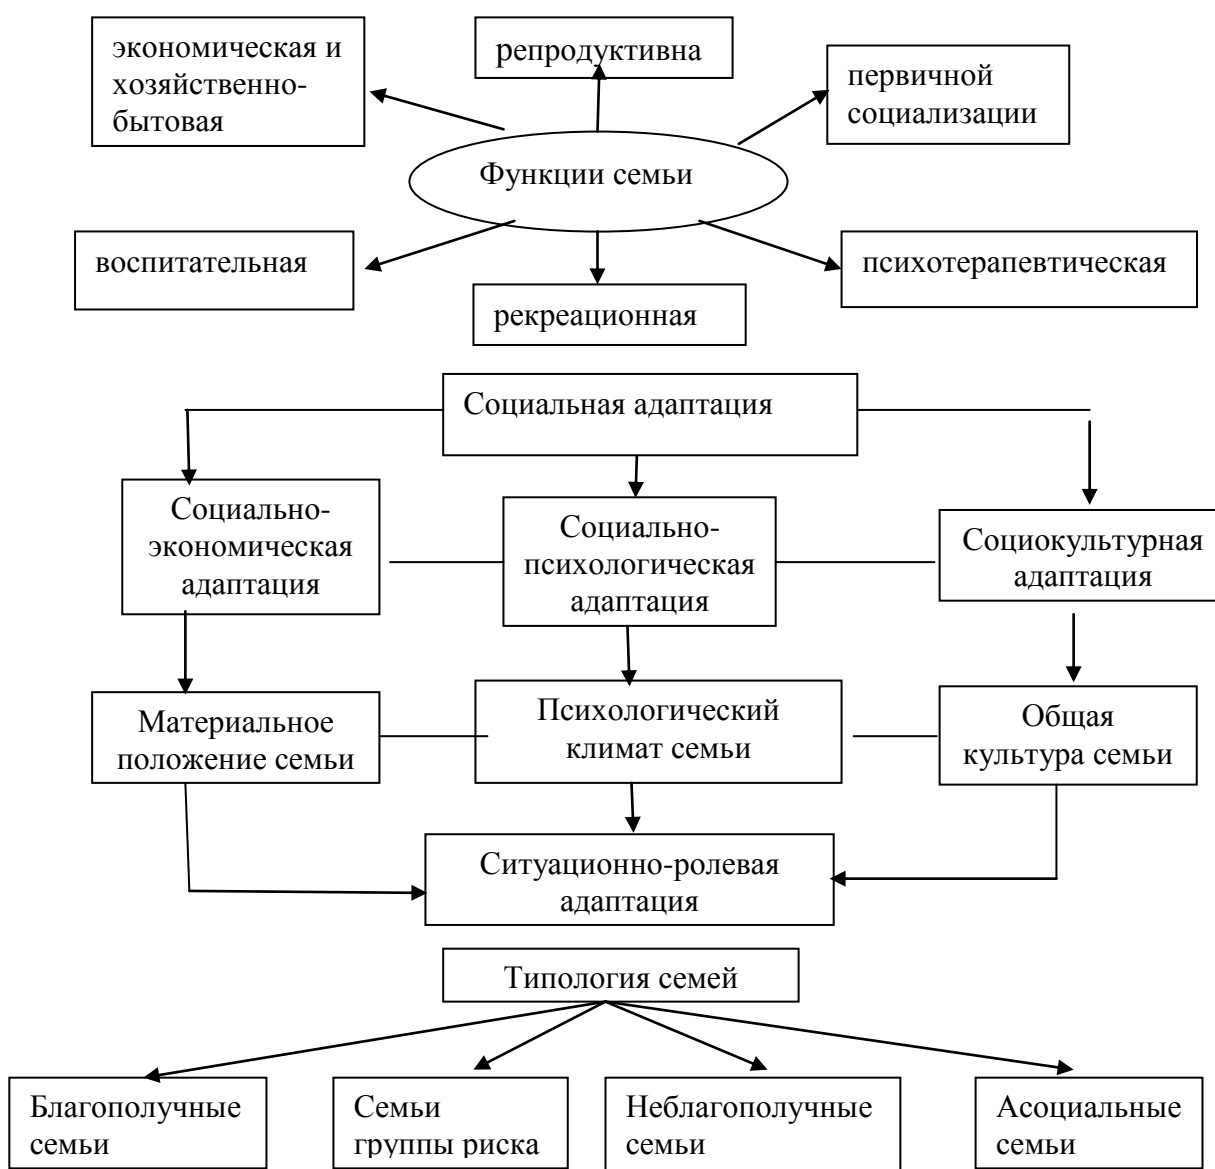 экономическая и
хозяйственно-
бытовая
репродуктивна
первичной
социализации
Функции семьи
воспитательная
рекреационная
психотерапевтическая
Социальная адаптация
Социально-
экономическая
адаптация
Социально-
психологическая
адаптация
Социокультурная
адаптация
Материальное
положение семьи
Психологический
климат семьи
Общая
культура семьи
Ситуационно-ролевая
адаптация
Типология семей
Благополучные
семьи
Семьи
группы риска
Неблагополучные
семьи
Асоциальные
семьи